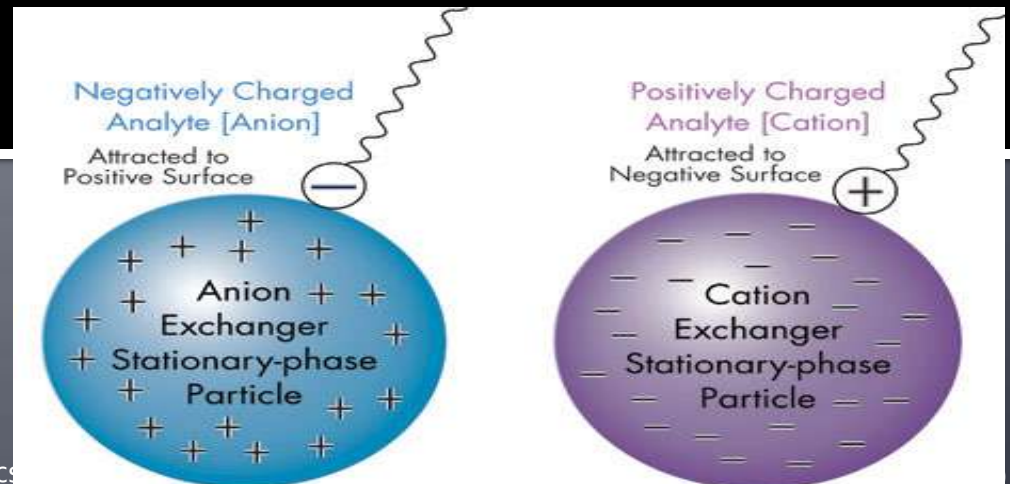 Negatively Charged
Analyte [Anion]
Attracted to
Positive Surface
−
Anion
Exchanger
Stationary-phase
Particle
Positively Charged
Analyte [Cation]
Attracted to
Negative Surface
+
Cation
Exchanger
Stationary-phase
Particle